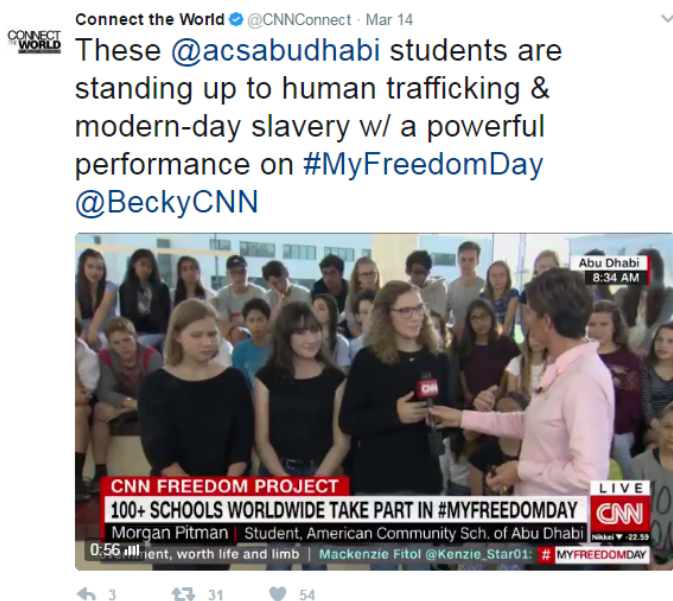 Connect the World @CNNConnect · Mar 14
CONNECT
THE WORLD
These @acsabudhabi students are
standing up to human trafficking &
modern-day slavery w/ a powerful
performance on #MyFreedomDay
@BeckyCNN
Abu Dhabi
8:34 AM
CNN
CNN FREEDOM PROJECT
LIVE
100+ SCHOOLS WORLDWIDE TAKE PART IN #MYFREEDOMDAY
CNN
Morgan Pitman | Student, American Community Sch. of Abu Dhabi
Nikkei ▼ -22.59
0:56
ment, worth life and limb | Mackenzie Fitol @Kenzie_Star01:
# MYFREEDOMDAY
3 31 54